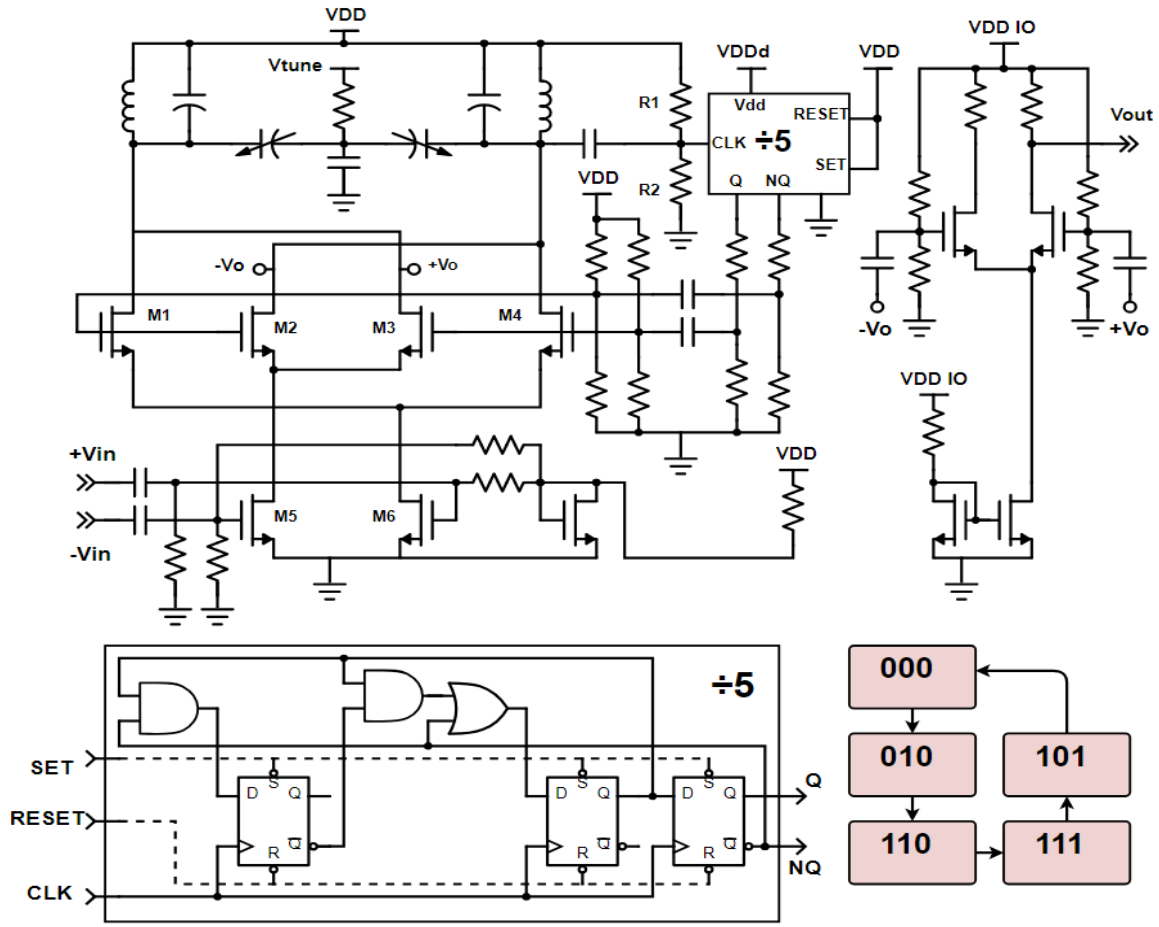 VDD
VDD IO
Vtune
VDDd
VDD
Vdd
RESET
R1
Vout
CLK
÷5
SET
R2
Q
NQ
VDD
-Vo
+Vo
M1
M2
M3
M4
-Vo
+Vo
VDD IO
+Vin
VDD
M5
M6
-Vin
÷5
000
SET
010
101
D
S
Q
D
S
Q
D
S
Q
Q
RESET
R
Q
R
Q
R
Q
110
111
NQ
CLK